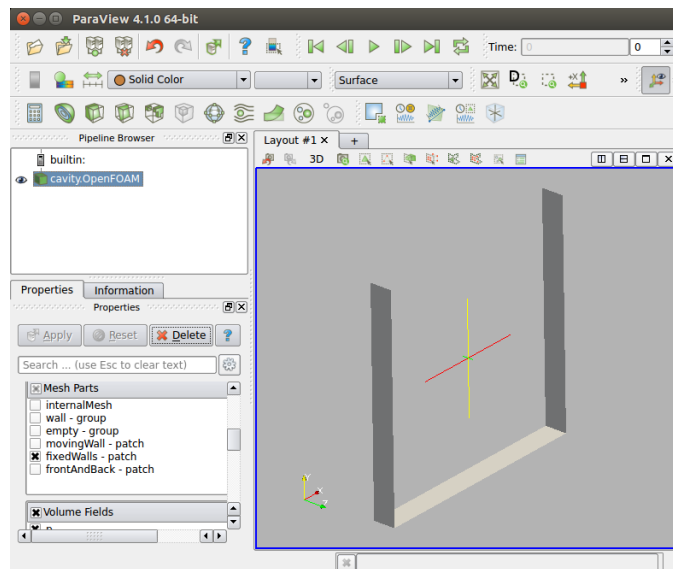 ParaView 4.1.0 64-bit
Time: 0 0
Solid Color Surface »
Pipeline Browser
Layout #1 × +
3D
builtin:
cavity.OpenFOAM
Properties Information
Properties
Apply Reset Delete ?
Search ... (use Esc to clear text)
Mesh Parts
internalMesh
wall - group
empty - group
movingWall - patch
fixedWalls - patch
frontAndBack - patch
Volume Fields
Y
X
Z